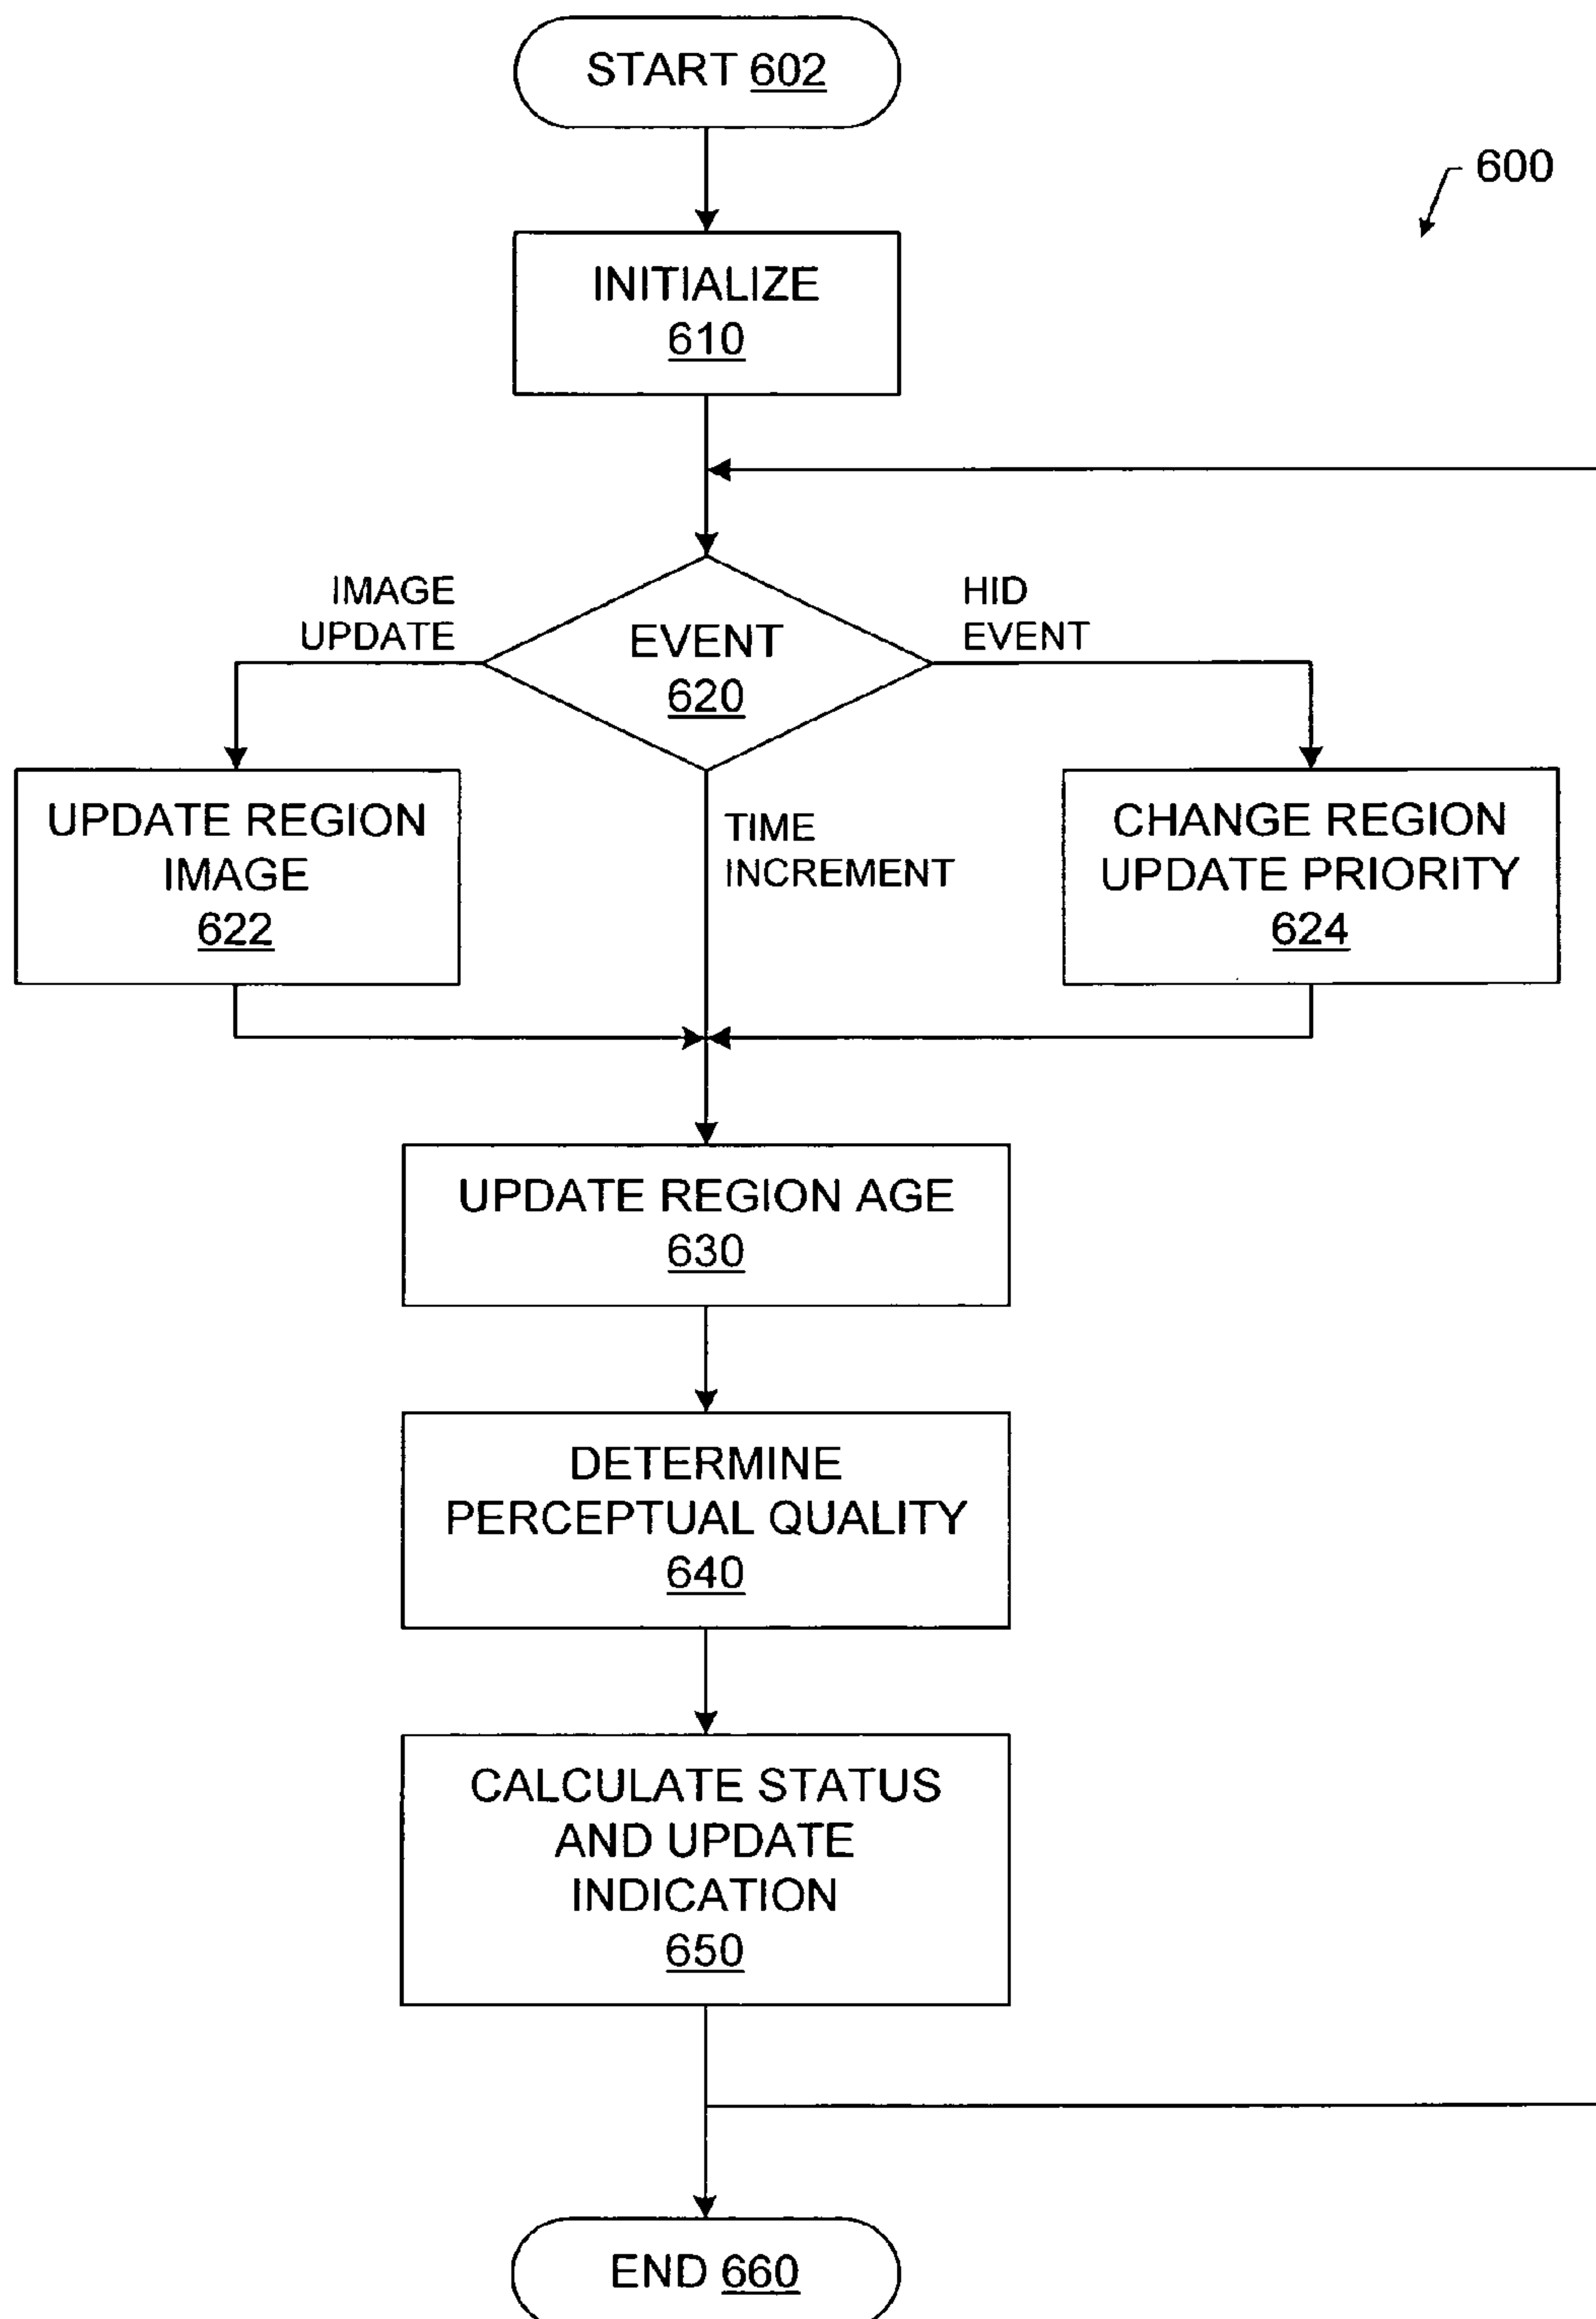 START 602
600
INITIALIZE
610
IMAGE
UPDATE
EVENT
620
HID
EVENT
UPDATE REGION
IMAGE
622
TIME
INCREMENT
CHANGE REGION
UPDATE PRIORITY
624
UPDATE REGION AGE
630
DETERMINE
PERCEPTUAL QUALITY
640
CALCULATE STATUS
AND UPDATE
INDICATION
650
END 660